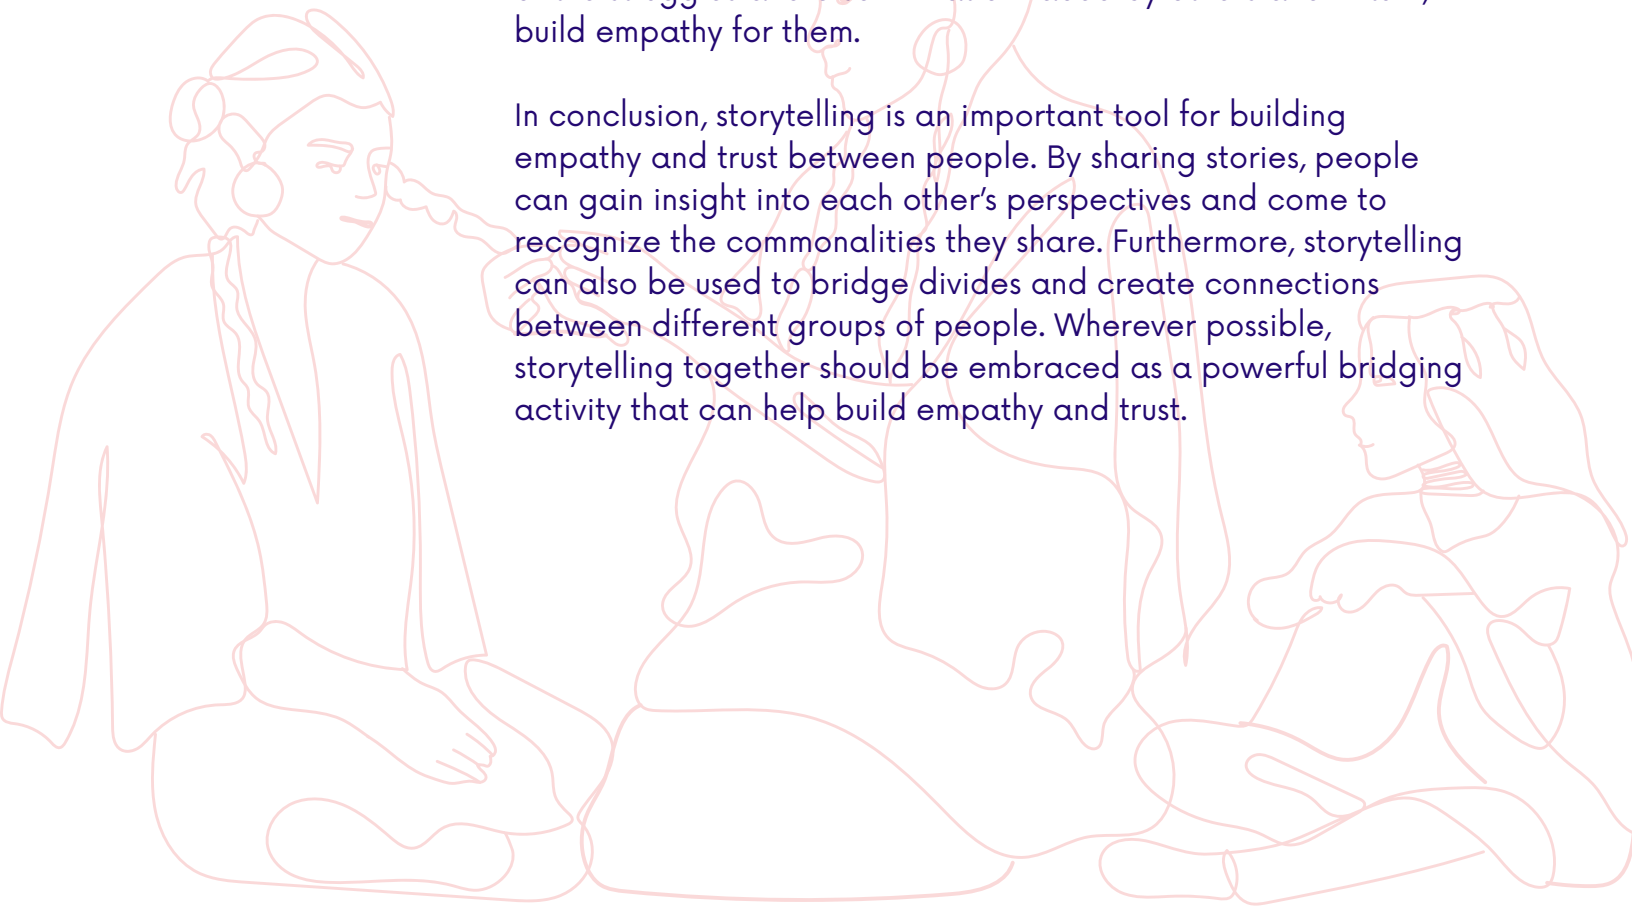 build empathy for them.
In conclusion, storytelling is an important tool for building
empathy and trust between people. By sharing stories, people
can gain insight into each other’s perspectives and come to
recognize the commonalities they share. Furthermore, storytelling
can also be used to bridge divides and create connections
between different groups of people. Wherever possible,
storytelling together should be embraced as a powerful bridging
activity that can help build empathy and trust.